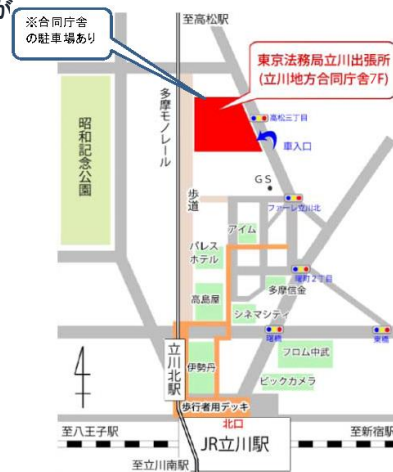 が
※合同庁舎
の駐車場あり
至高松駅
東京法務局立川出張所
(立川地方合同庁舎7F)
多摩モノレール
高松三丁目
車入口
昭和記念公園
歩道
GS
ファーレ立川北
アイム
パレス
ホテル
曙町2丁目
多摩信金
高島屋
シネマシティ
曙橋
東橋
立川北駅
伊勢丹
フロム中武
ビックカメラ
歩行者用デッキ
北口
至八王子駅
JR立川駅
至新宿駅
至立川南駅